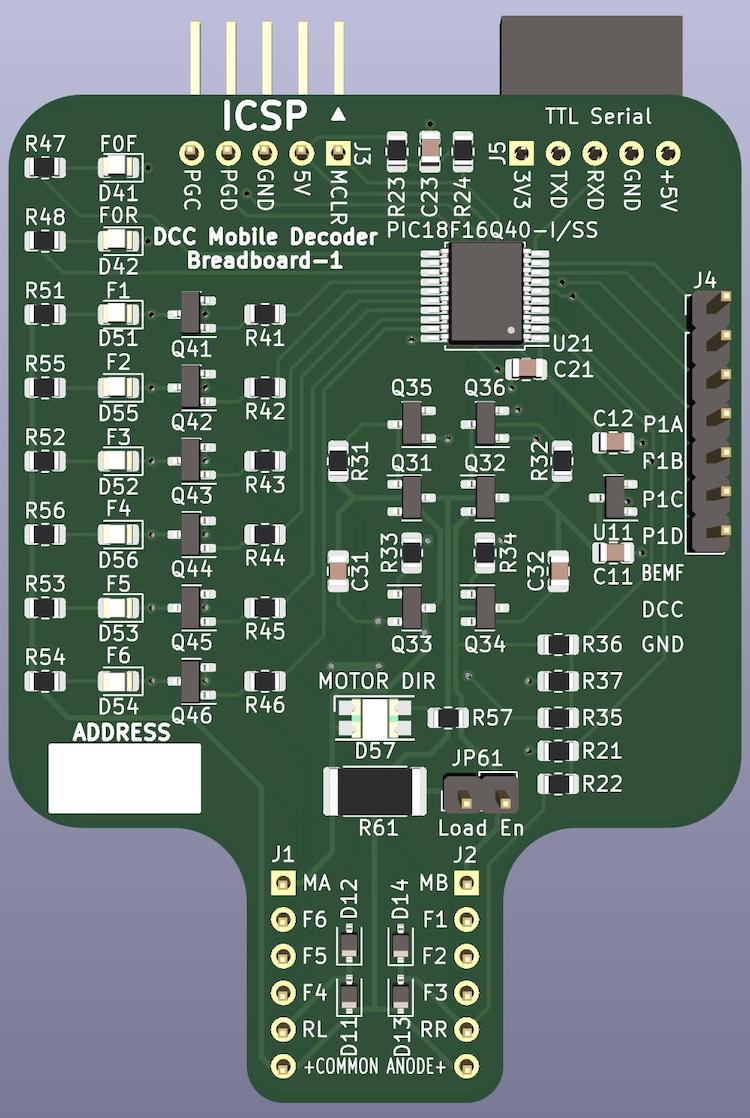 ICSP
TTL Serial
R47
F0F
D41
PGC
PGD
GND
5V
MCLR
J3
R23
C23
R24
J5
3V3
TXD
RXD
GND
+5V
R48
F0R
D42
DCC Mobile Decoder
Breadboard-1
PIC18F16Q40-I/SS
J4
R51
F1
D51
Q41
R41
U21
C21
R55
F2
D55
Q42
R42
Q35
Q36
C12
P1A
R52
F3
D52
Q43
R43
R31
Q31
Q32
R32
P1B
P1C
R56
F4
D56
Q44
R44
R33
R34
U11
P1D
C31
C32
C11
BEMF
R53
F5
D53
Q45
R45
Q33
Q34
DCC
R36
GND
R54
F6
D54
Q46
R46
MOTOR DIR
R37
D57
R57
R35
ADDRESS
R21
JP61
R22
R61
Load En
J1
J2
MA
D12
D14
MB
F6
F1
F5
F2
F4
F3
RL
D11
D13
RR
+COMMON ANODE+